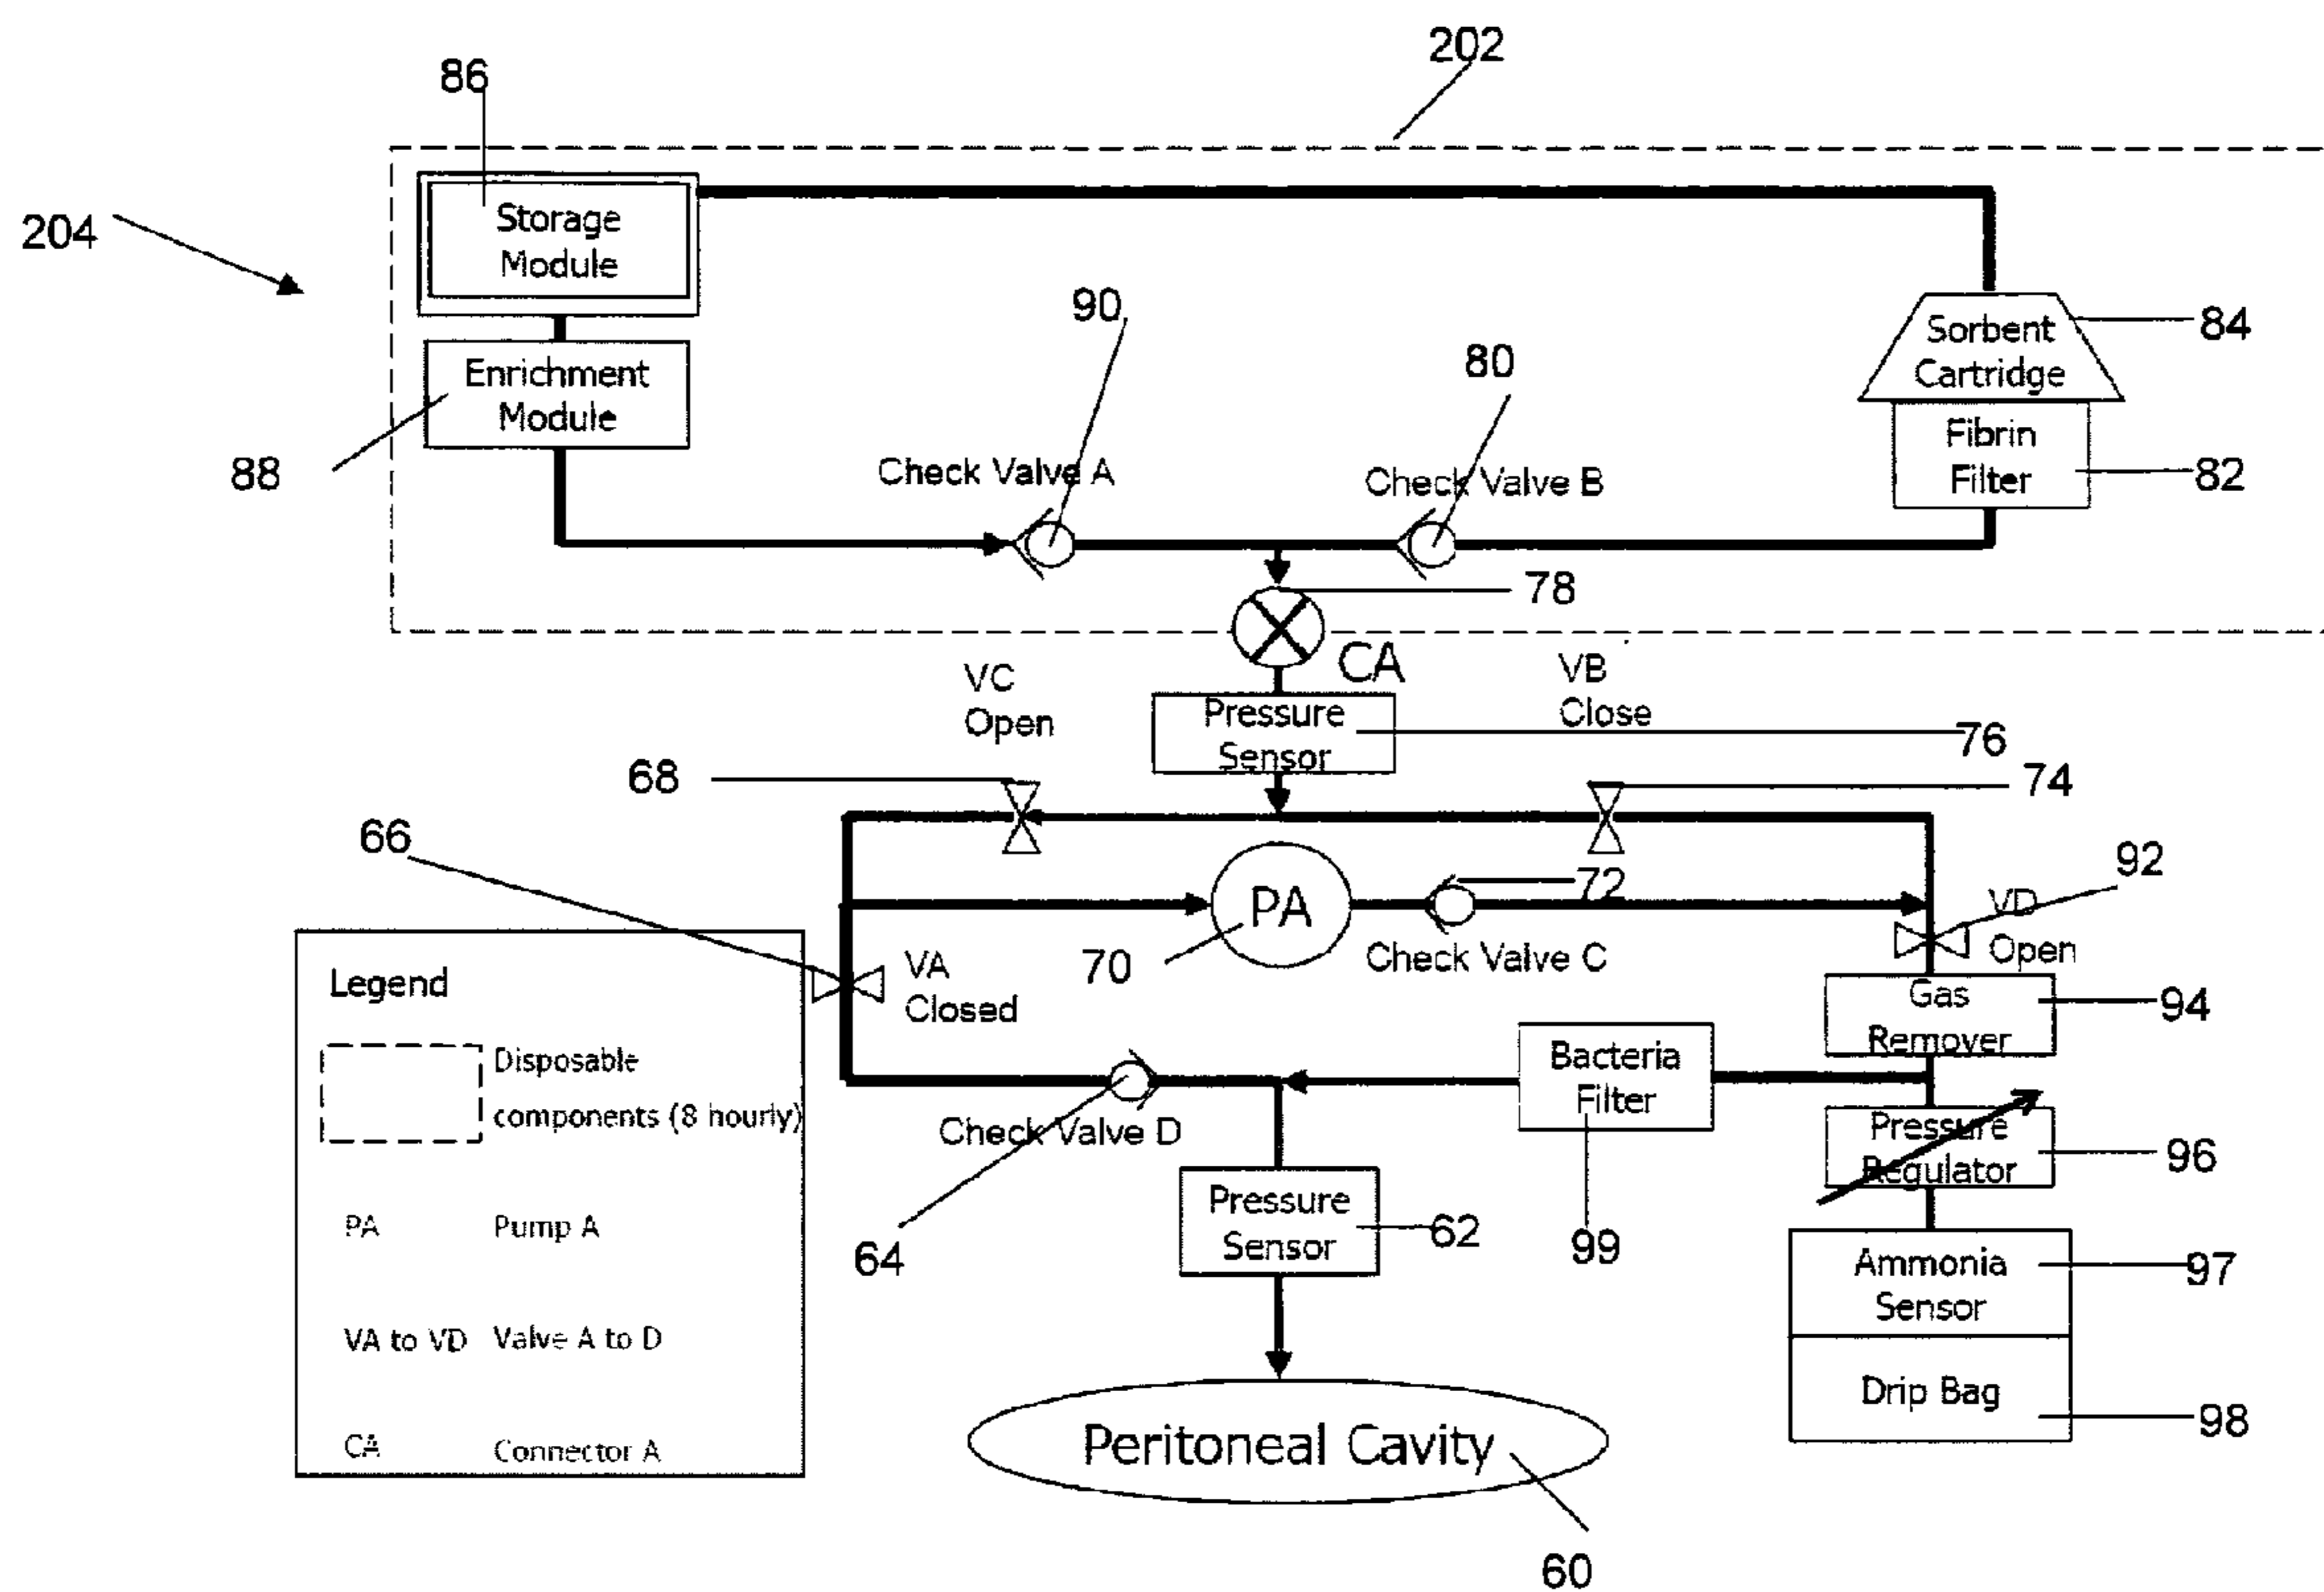 202
86
204
Storage
Module
90
80
Sorbent
Cartridge
84
Enrichment
Module
88
Fibrin
Filter
82
Check Valve A
Check Valve B
78
CA
VC
Open
VB
Close
Pressure
Sensor
76
68
74
66
92
72
PA
70
Check Valve C
VD
Open
VA
Closed
Gas
Remover
94
Bacteria
Filter
99
Check Valve D
64
Pressure
Regulator
96
Pressure
Sensor
62
Ammonia
Sensor
97
Drip Bag
98
Peritoneal Cavity
60
Legend
Disposable
components (8 hourly)
PA Pump A
VA to VD Valve A to D
CA Connector A